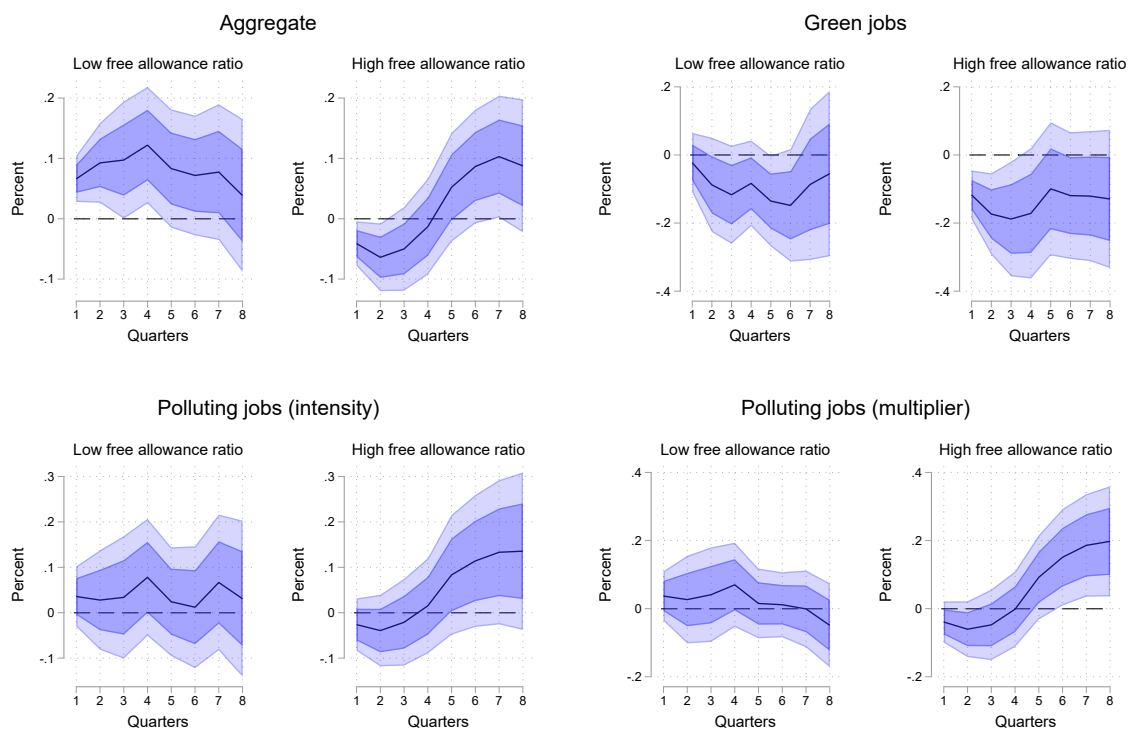 Aggregate
Low free allowance ratio
Percent
.2
.1
0
-.1
1 2 3 4 5 6 7 8
Quarters
High free allowance ratio
Percent
.2
.1
0
-.1
1 2 3 4 5 6 7 8
Quarters
Green jobs
Low free allowance ratio
Percent
.2
0
-.2
-.4
1 2 3 4 5 6 7 8
Quarters
High free allowance ratio
Percent
.2
0
-.2
-.4
1 2 3 4 5 6 7 8
Quarters
Polluting jobs (intensity)
Low free allowance ratio
Percent
.3
.2
.1
0
-.1
1 2 3 4 5 6 7 8
Quarters
High free allowance ratio
Percent
.3
.2
.1
0
-.1
1 2 3 4 5 6 7 8
Quarters
Polluting jobs (multiplier)
Low free allowance ratio
Percent
.4
.2
0
-.2
1 2 3 4 5 6 7 8
Quarters
High free allowance ratio
Percent
.4
.2
0
-.2
1 2 3 4 5 6 7 8
Quarters